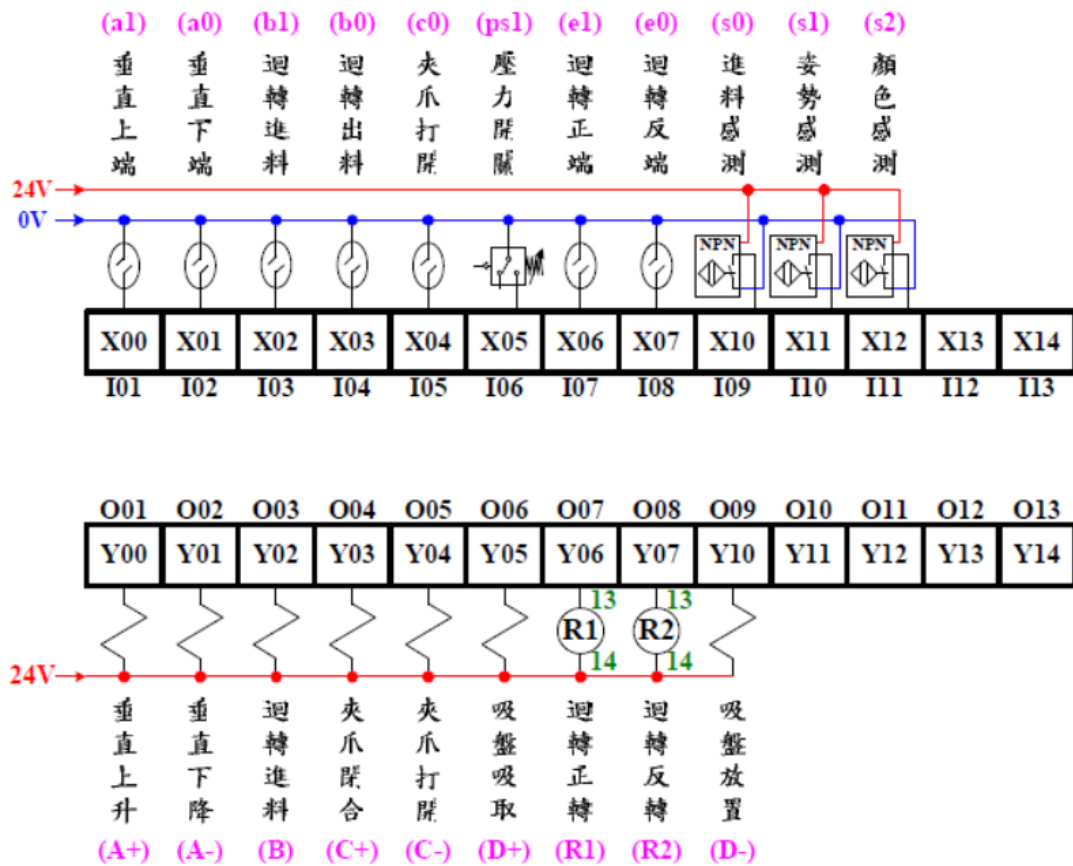 (a1) (a0) (b1) (b0) (c0) (ps1) (e1) (e0) (s0) (s1) (s2)
垂直上端 垂直下端 迴轉進料 迴轉出料 夾爪打開 壓力開關 迴轉正端 迴轉反端 進料感測 姿勢感測 顏色感測
24V
0V
NPN NPN NPN
X00 X01 X02 X03 X04 X05 X06 X07 X10 X11 X12 X13 X14
I01 I02 I03 I04 I05 I06 I07 I08 I09 I10 I11 I12 I13
O01 O02 O03 O04 O05 O06 O07 O08 O09 O10 O11 O12 O13
Y00 Y01 Y02 Y03 Y04 Y05 Y06 Y07 Y10 Y11 Y12 Y13 Y14
13 13
R1 R2
14 14
24V
垂直上升 垂直下降 迴轉進料 夾爪閉合 夾爪打開 吸盤吸取 迴轉正轉 迴轉反轉 吸盤放置
(A+) (A-) (B) (C+) (C-) (D+) (R1) (R2) (D-)